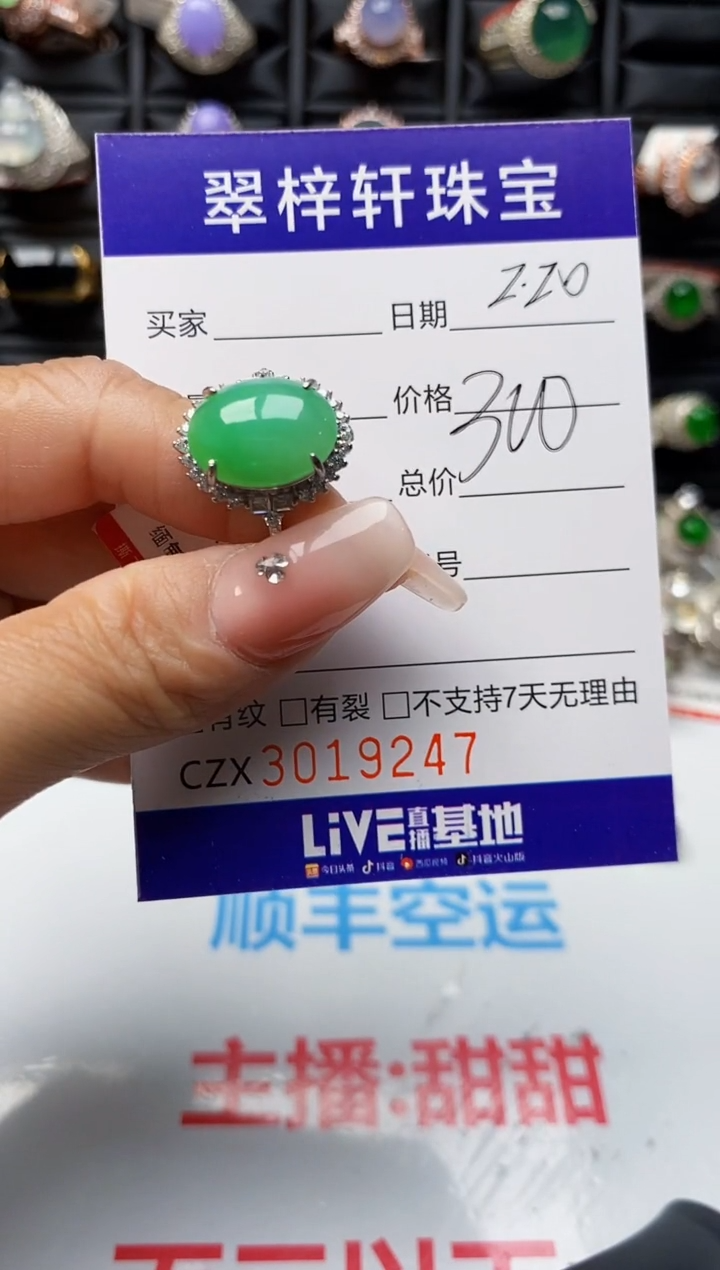 翠梓轩珠宝
买家 日期 2.20
价格 300
总价
号
有纹 □有裂 □不支持7天无理由
CZX 3019247
LiVE直播基地
今日头条 抖音 西瓜视频 抖音火山版
顺丰空运
主播:甜甜